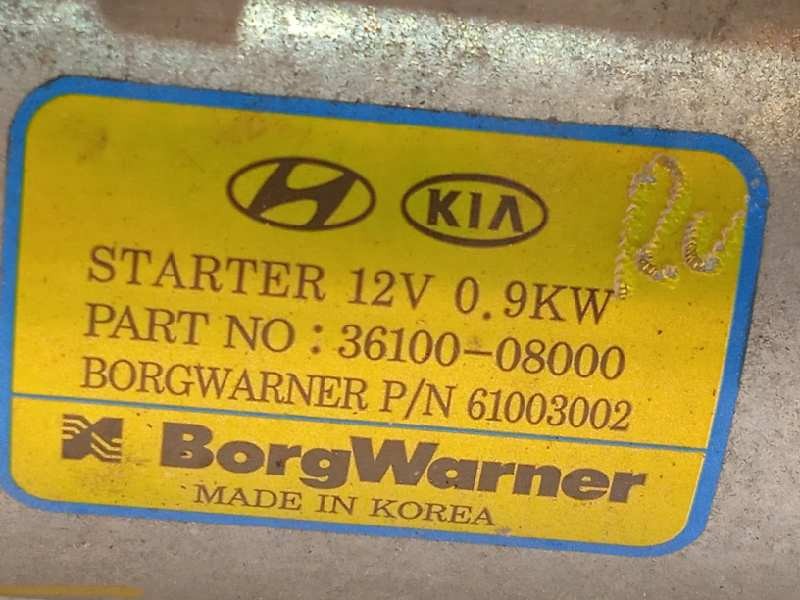 KIA
STARTER 12V 0.9KW
PART NO : 36100-08000
BORGWARNER P/N 61003002
BorgWarner
MADE IN KOREA